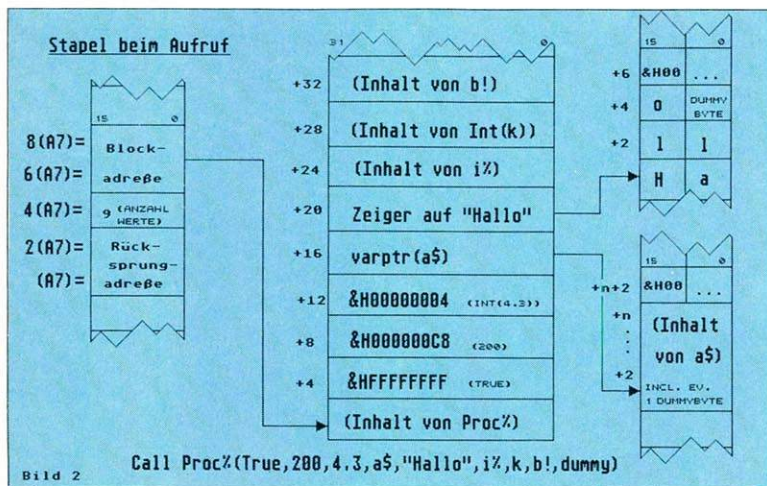 Stapel beim Aufruf
15 0
8(A7)= Block-
6(A7)= adreße
4(A7)= 9 (ANZAHL WERTE)
2(A7)= Rück-
sprung-
(A7)= adreße
31 0
+32 (Inhalt von b!)
+28 (Inhalt von Int(k))
+24 (Inhalt von i%)
+20 Zeiger auf "Hallo"
+16 varptr(a$)
+12 &H00000004 (INT(4.3))
+8 &H000000C8 (200)
+4 &HFFFFFFFF (TRUE)
(Inhalt von Proc%)
15 0
+6 &H00 ...
+4 o DUMMY BYTE
+2 l l
H a
15 0
+n+2 &H00 ...
+n
(Inhalt
von a$)
+2
INCL. EV.
1 DUMMYBYTE
Call Proc%(True,200,4.3,a$,"Hallo",i%,k,b!,dummy)
Bild 2